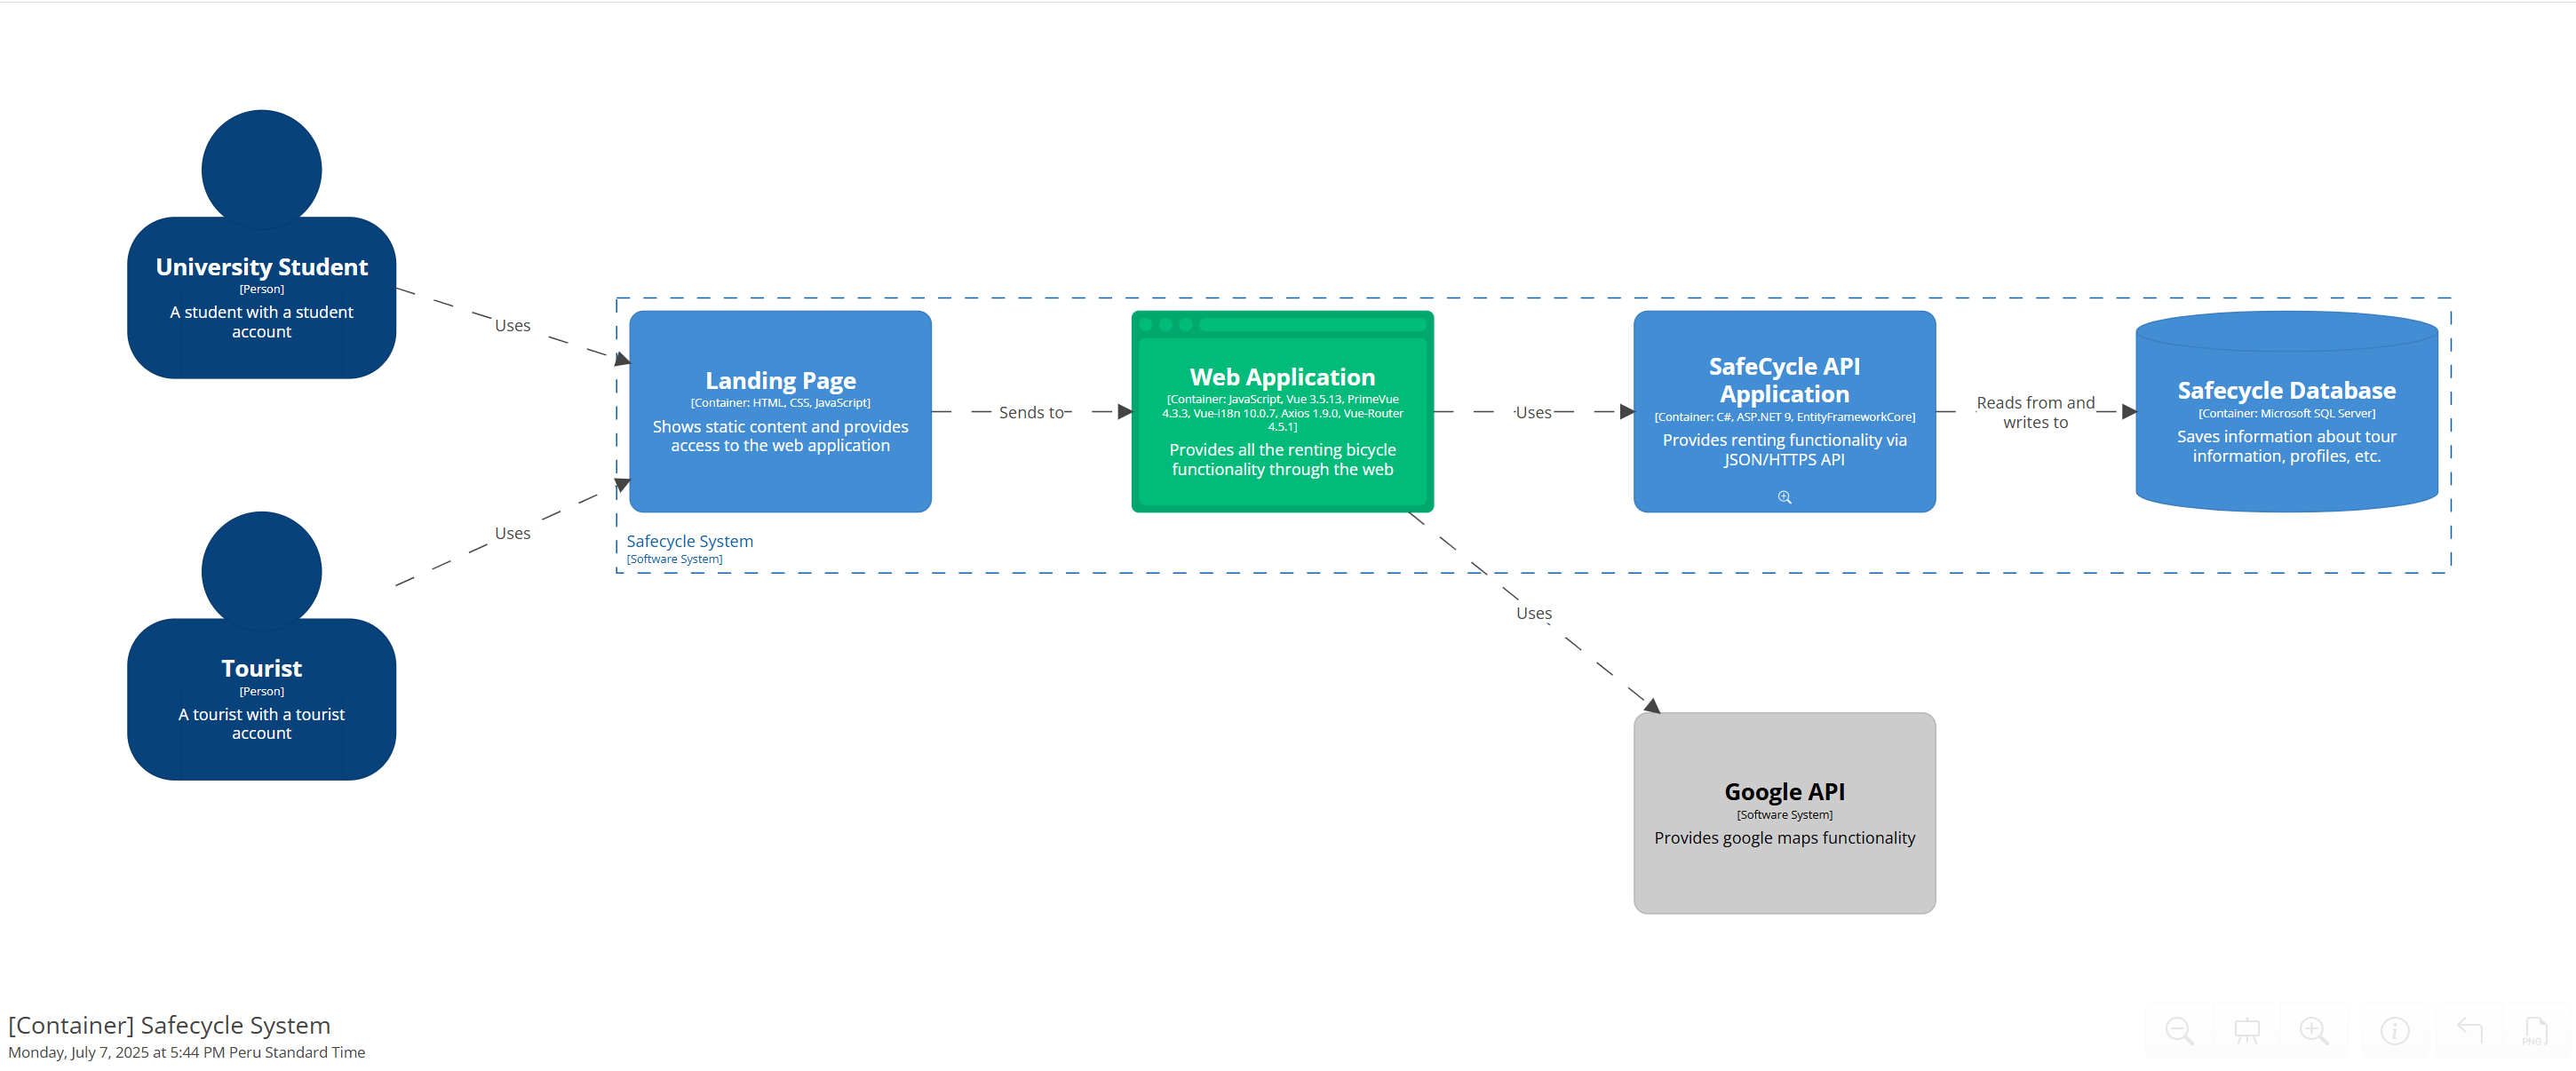 University Student
[Person]
A student with a student
account
Uses
Tourist
[Person]
A tourist with a tourist
account
Uses
Landing Page
[Container: HTML, CSS, JavaScript]
Shows static content and provides
access to the web application
Safecycle System
[Software System]
Sends to
Web Application
[Container: JavaScript, Vue 3.5.13, PrimeVue
4.3.3, Vue-i18n 10.0.7, Axios 1.9.0, Vue-Router
4.5.1]
Provides all the renting bicycle
functionality through the web
Uses
SafeCycle API
Application
[Container: C#, ASP.NET 9, EntityFrameworkCore]
Provides renting functionality via
JSON/HTTPS API
Reads from and
writes to
Safecycle Database
[Container: Microsoft SQL Server]
Saves information about tour
information, profiles, etc.
Uses
Google API
[Software System]
Provides google maps functionality
[Container] Safecycle System
Monday, July 7, 2025 at 5:44 PM Peru Standard Time
PNG